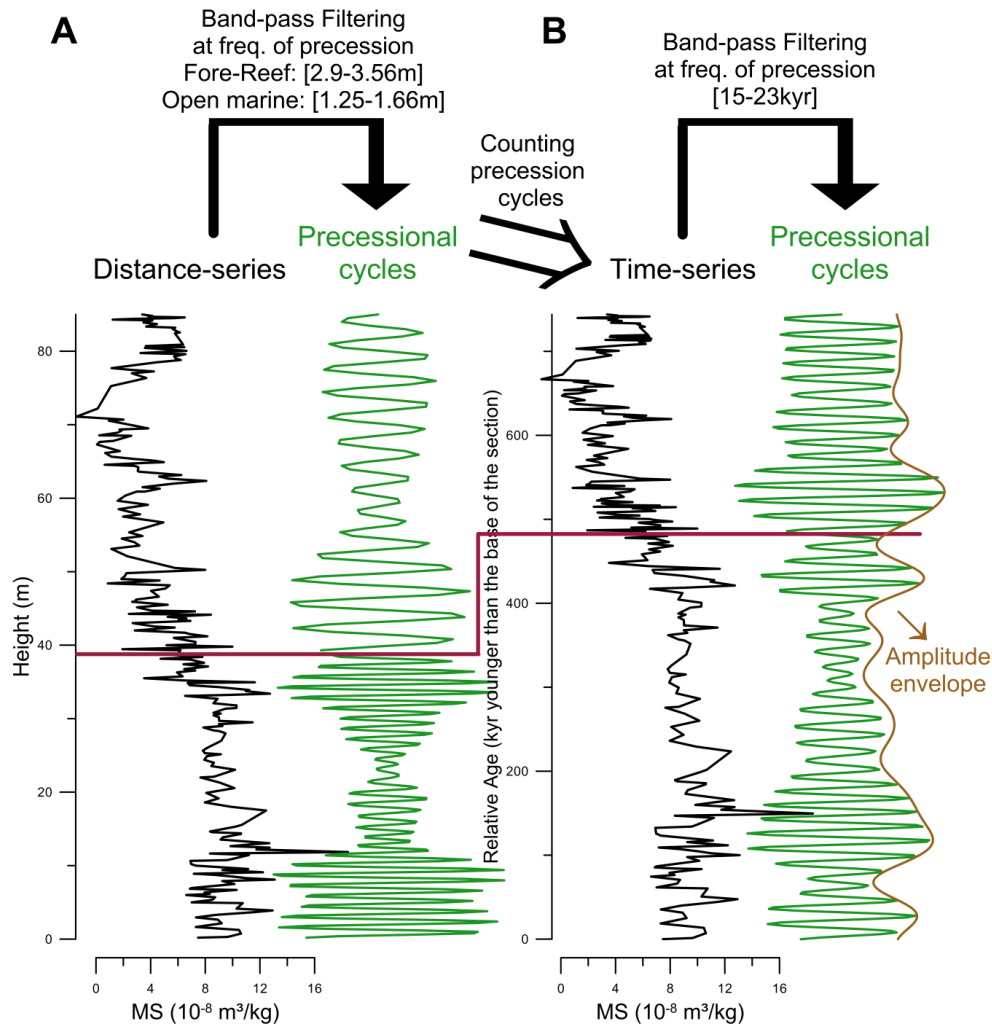 A
Band-pass Filtering
at freq. of precession
Fore-Reef: [2.9-3.56m]
Open marine: [1.25-1.66m]
B
Band-pass Filtering
at freq. of precession
[15-23kyr]
Counting
precession
cycles
Distance-series
Precessional
cycles
Time-series
Precessional
cycles
Height (m)
80
60
40
20
0
Relative Age (kyr younger than the base of the section)
600
400
200
0
Amplitude
envelope
0 4 8 12 16
MS (10⁻⁸ m³/kg)
0 4 8 12 16
MS (10⁻⁸ m³/kg)